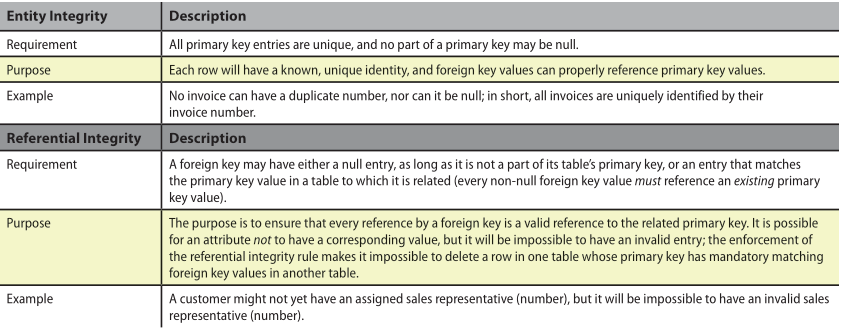 Entity Integrity Description
Requirement All primary key entries are unique, and no part of a primary key may be null.
Purpose Each row will have a known, unique identity, and foreign key values can properly reference primary key values.
Example No invoice can have a duplicate number, nor can it be null; in short, all invoices are uniquely identified by their
invoice number.
Referential Integrity Description
Requirement A foreign key may have either a null entry, as long as it is not a part of its table's primary key, or an entry that matches
the primary key value in a table to which it is related (every non-null foreign key value must reference an existing primary
key value).
Purpose The purpose is to ensure that every reference by a foreign key is a valid reference to the related primary key. It is possible
for an attribute not to have a corresponding value, but it will be impossible to have an invalid entry; the enforcement of
the referential integrity rule makes it impossible to delete a row in one table whose primary key has mandatory matching
foreign key values in another table.
Example A customer might not yet have an assigned sales representative (number), but it will be impossible to have an invalid sales
representative (number).